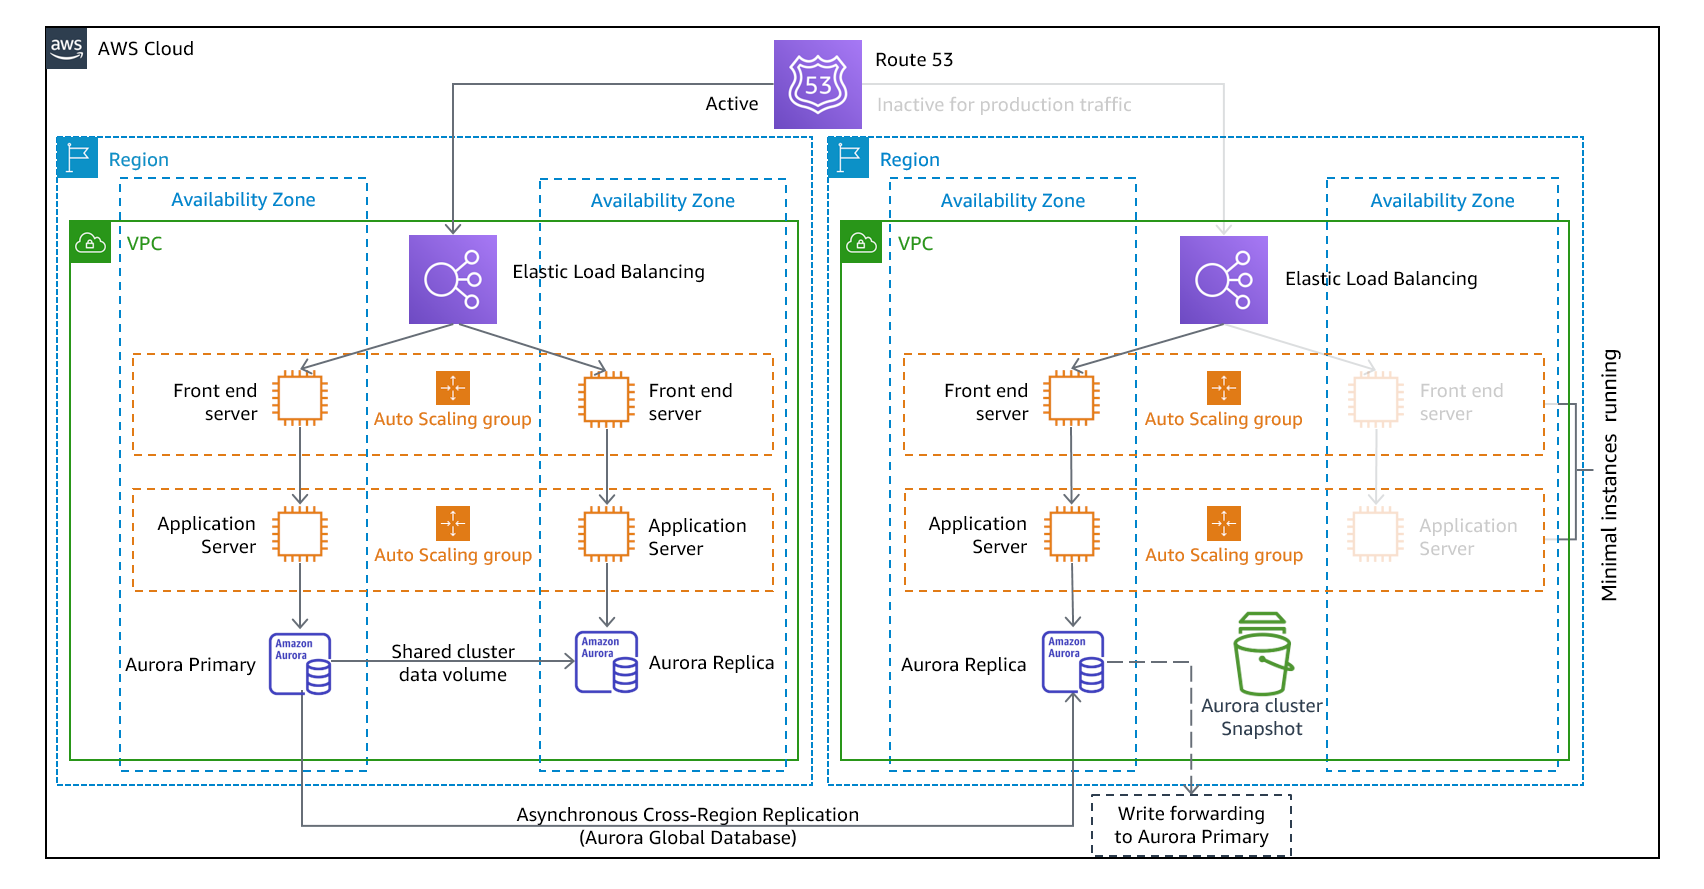 aws
AWS Cloud
53
Route 53
Active
Inactive for production traffic
Region
Availability Zone
Availability Zone
VPC
Elastic Load Balancing
Front end
server
Auto Scaling group
Front end
server
Application
Server
Auto Scaling group
Application
Server
Aurora Primary
Amazon
Aurora
Shared cluster
data volume
Amazon
Aurora
Aurora Replica
Region
Availability Zone
Availability Zone
VPC
Elastic Load Balancing
Front end
server
Auto Scaling group
Front end
server
Application
Server
Auto Scaling group
Application
Server
Minimal instances running
Aurora Replica
Amazon
Aurora
Aurora cluster
Snapshot
Asynchronous Cross-Region Replication
(Aurora Global Database)
Write forwarding
to Aurora Primary